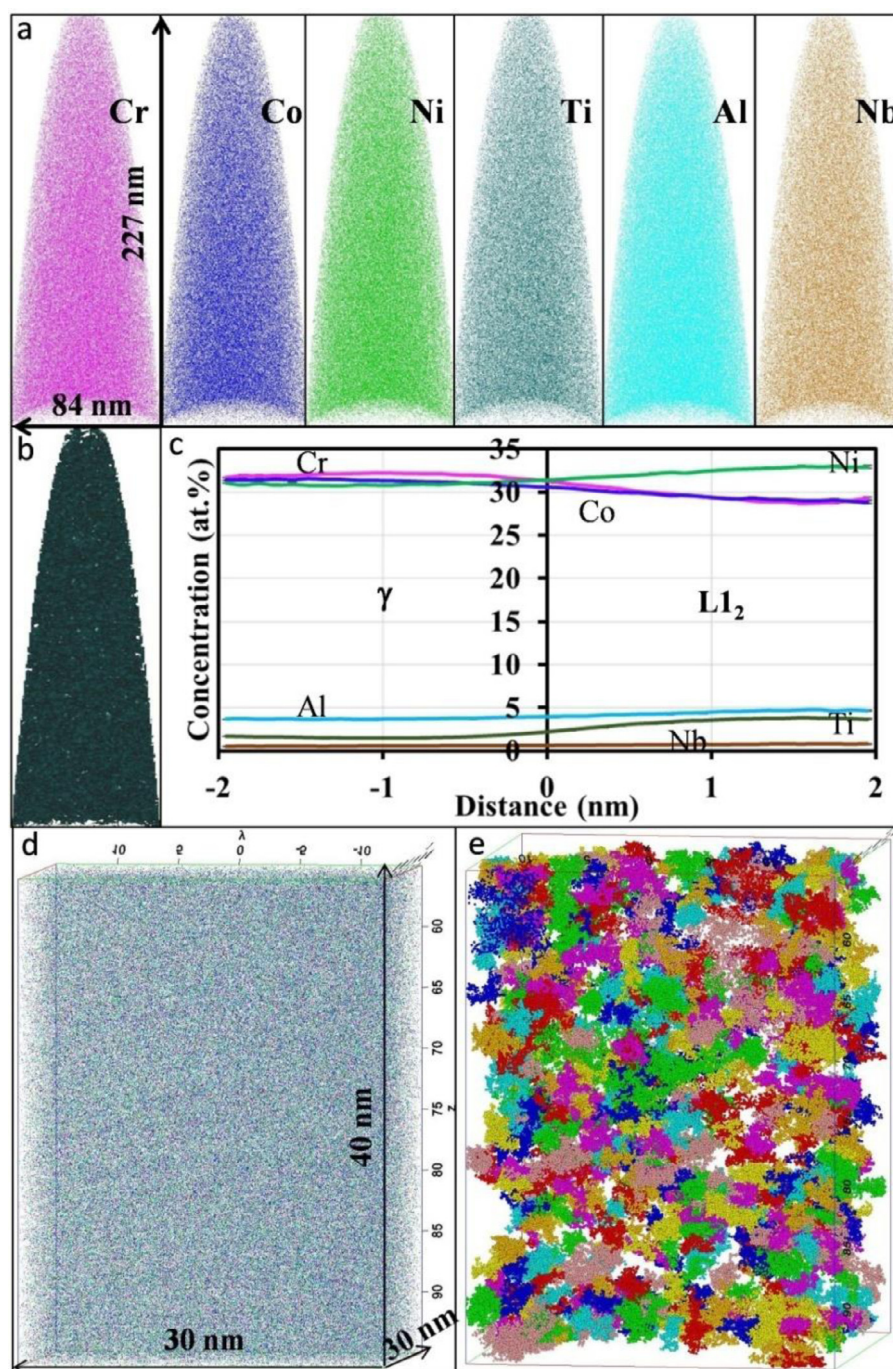 a
Cr
Co
Ni
Ti
Al
Nb
227 nm
84 nm
b
c
Concentration (at.%)
35
30
25
20
15
10
5
0
Cr
Ni
Co
γ
L1₂
Al
Ti
Nb
-2 -1 0 1 2
Distance (nm)
d
y
10 5 0 -5 -10
60
65
70
75
80
85
90
z
40 nm
30 nm
30 nm
e